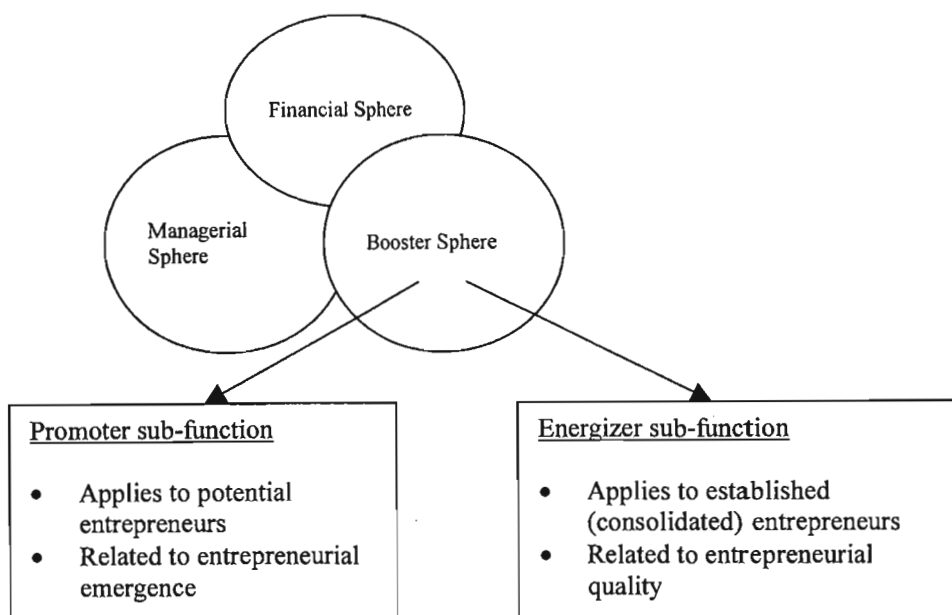 Financial Sphere
Managerial
Sphere
Booster Sphere
Promoter sub-function
• Applies to potential
entrepreneurs
• Related to entrepreneurial
emergence
Energizer sub-function
• Applies to established
(consolidated) entrepreneurs
• Related to entrepreneurial
quality